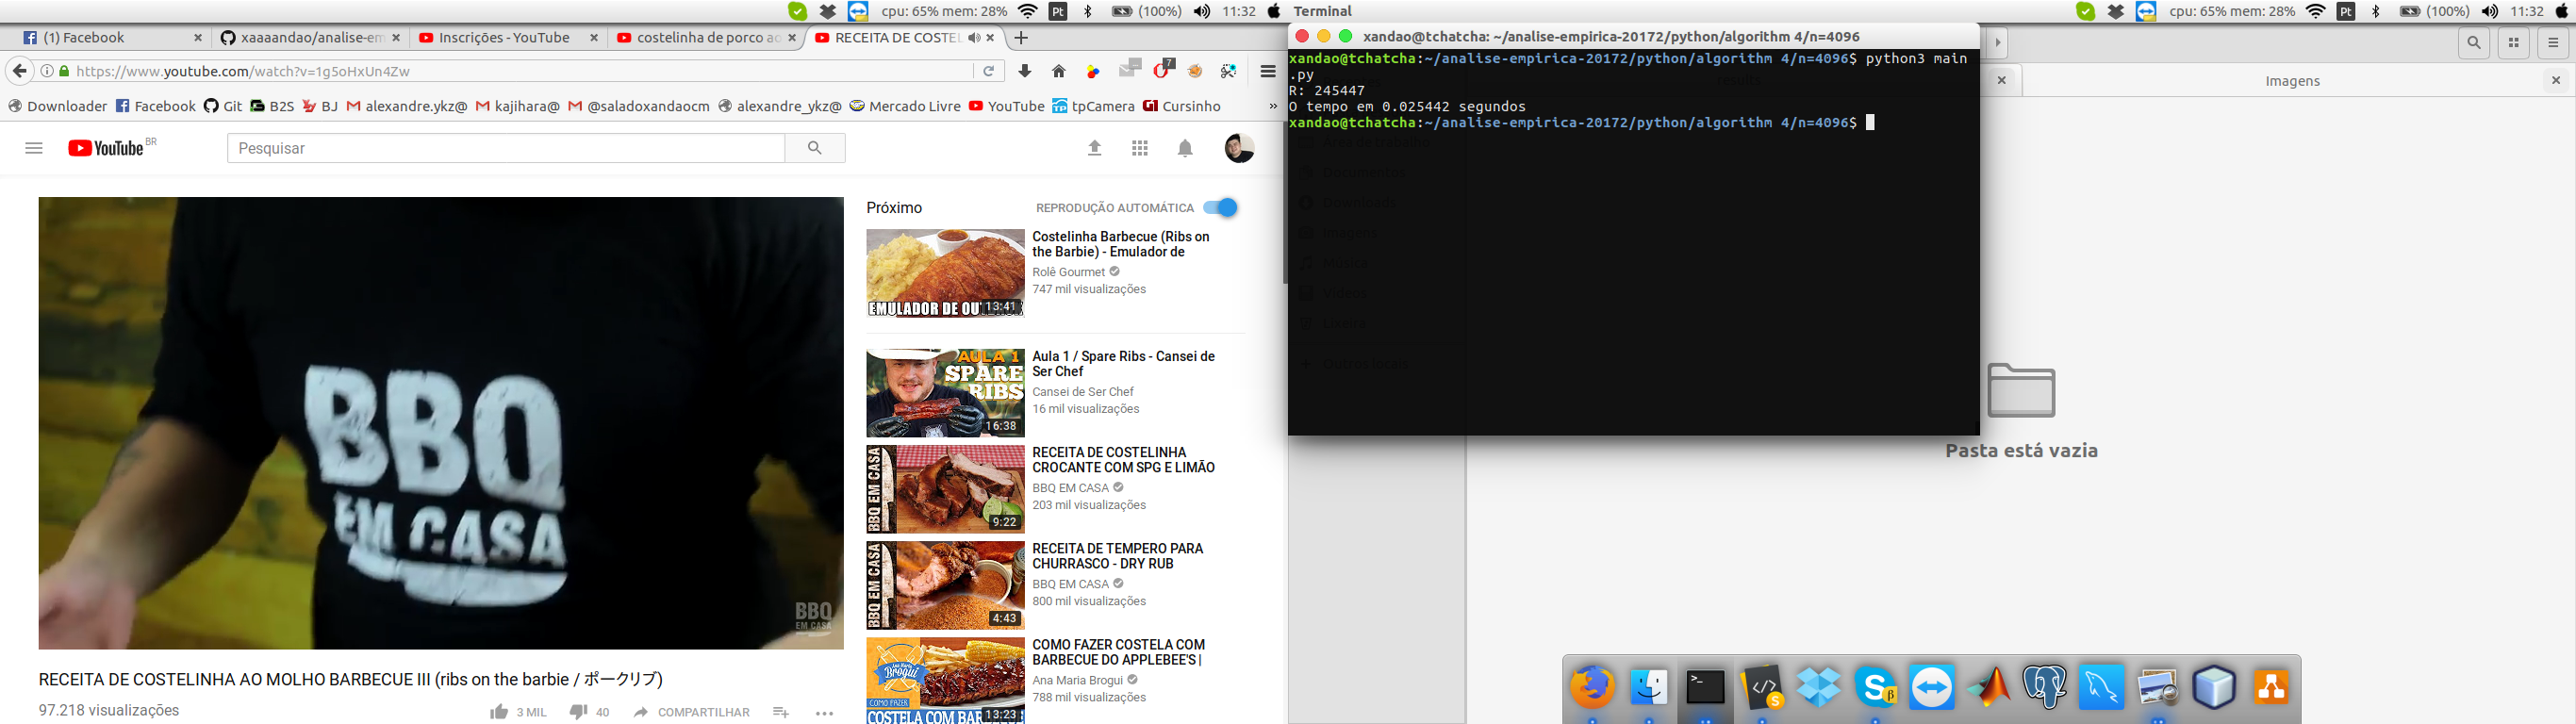 cpu: 65% mem: 28% Pt (100%) 11:32
Terminal
cpu: 65% mem: 28% Pt (100%) 11:32
(1) Facebook
xaaaandao/analise-em
Inscrições - YouTube
costelinha de porco ao
RECEITA DE COSTEL
https://www.youtube.com/watch?v=1g5oHxUn4Zw
7
Downloader Facebook Git B2S BJ alexandre.ykz@ kajihara@ @saladoxandaocm alexandre_ykz@ Mercado Livre YouTube tpCamera Cursinho »
YouTube BR
Pesquisar
BBQ
EM CASA
BBQ
EM CASA
RECEITA DE COSTELINHA AO MOLHO BARBECUE III (ribs on the barbie / ポークリブ)
97.218 visualizações
3 MIL 40 COMPARTILHAR
Próximo
REPRODUÇÃO AUTOMÁTICA
EMULADOR DE
13:41
Costelinha Barbecue (Ribs on
the Barbie) - Emulador de
Rolê Gourmet
747 mil visualizações
AULA 1
SPARE
RIBS
16:38
Aula 1 / Spare Ribs - Cansei de
Ser Chef
Cansei de Ser Chef
16 mil visualizações
BBQ EM CASA
9:22
RECEITA DE COSTELINHA
CROCANTE COM SPG E LIMÃO
BBQ EM CASA
203 mil visualizações
BBQ EM CASA
4:43
RECEITA DE TEMPERO PARA
CHURRASCO - DRY RUB
BBQ EM CASA
800 mil visualizações
Brogui
COMO FAZER
13:23
COMO FAZER COSTELA COM
BARBECUE DO APPLEBEE'S |
Ana Maria Brogui
788 mil visualizações
xandao@tchatcha: ~/analise-empirica-20172/python/algorithm 4/n=4096
xandao@tchatcha:~/analise-empirica-20172/python/algorithm 4/n=4096$ python3 main
.py
R: 245447
O tempo em 0.025442 segundos
xandao@tchatcha:~/analise-empirica-20172/python/algorithm 4/n=4096$
Documentos
Downloads
Imagens
Música
Vídeos
Lixeira
Outros locais
Imagens
Pasta está vazia